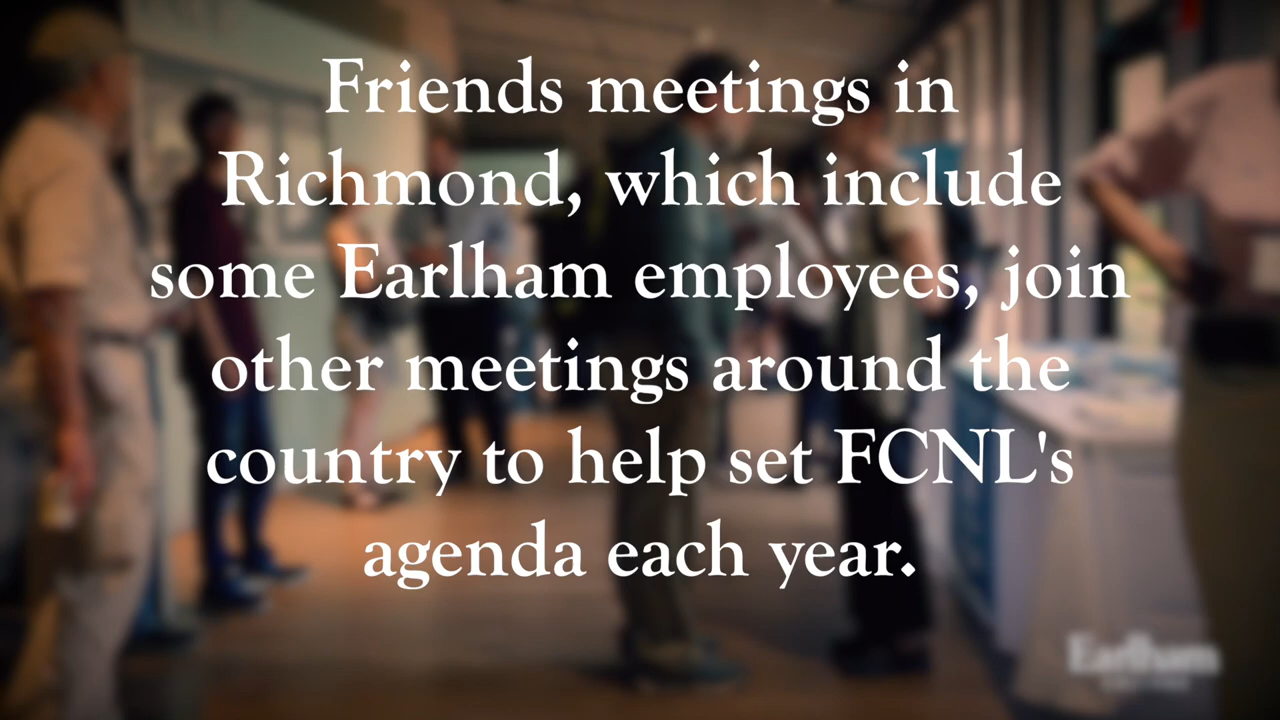 Friends meetings in
Richmond, which include
some Earlham employees, join
other meetings around the
country to help set FCNL's
agenda each year.
Earlham